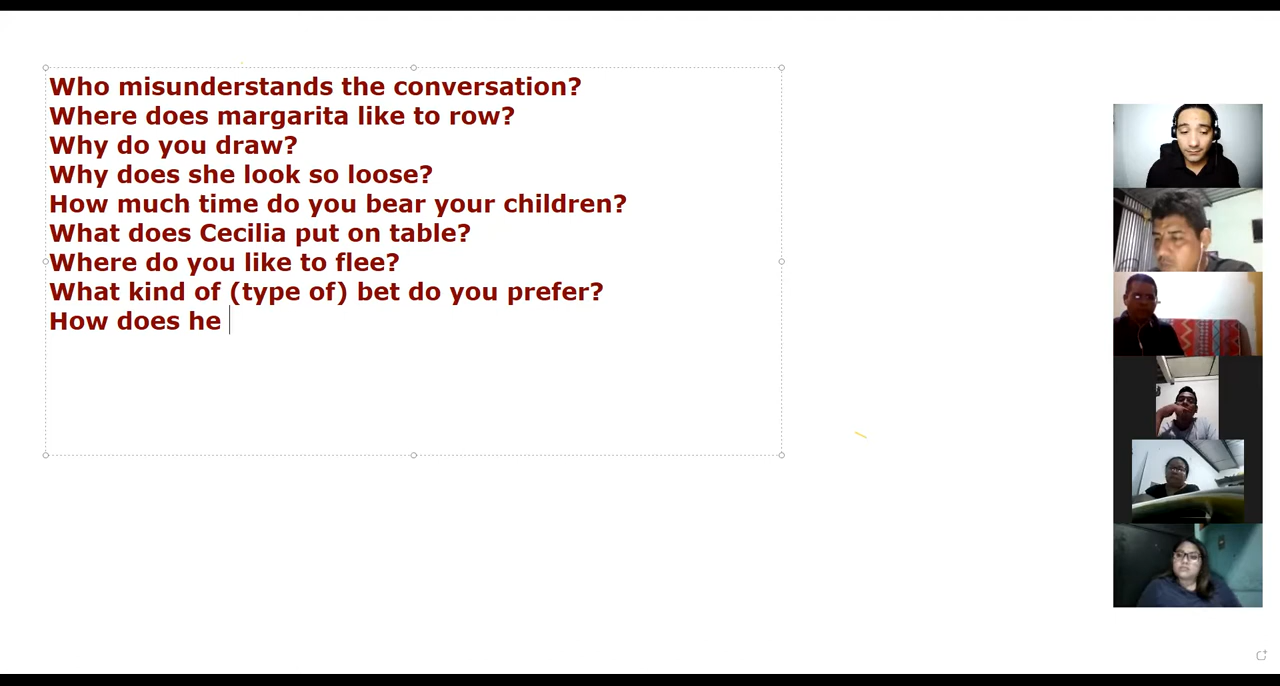 Who misunderstands the conversation?
Where does margarita like to row?
Why do you draw?
Why does she look so loose?
How much time do you bear your children?
What does Cecilia put on table?
Where do you like to flee?
What kind of (type of) bet do you prefer?
How does he